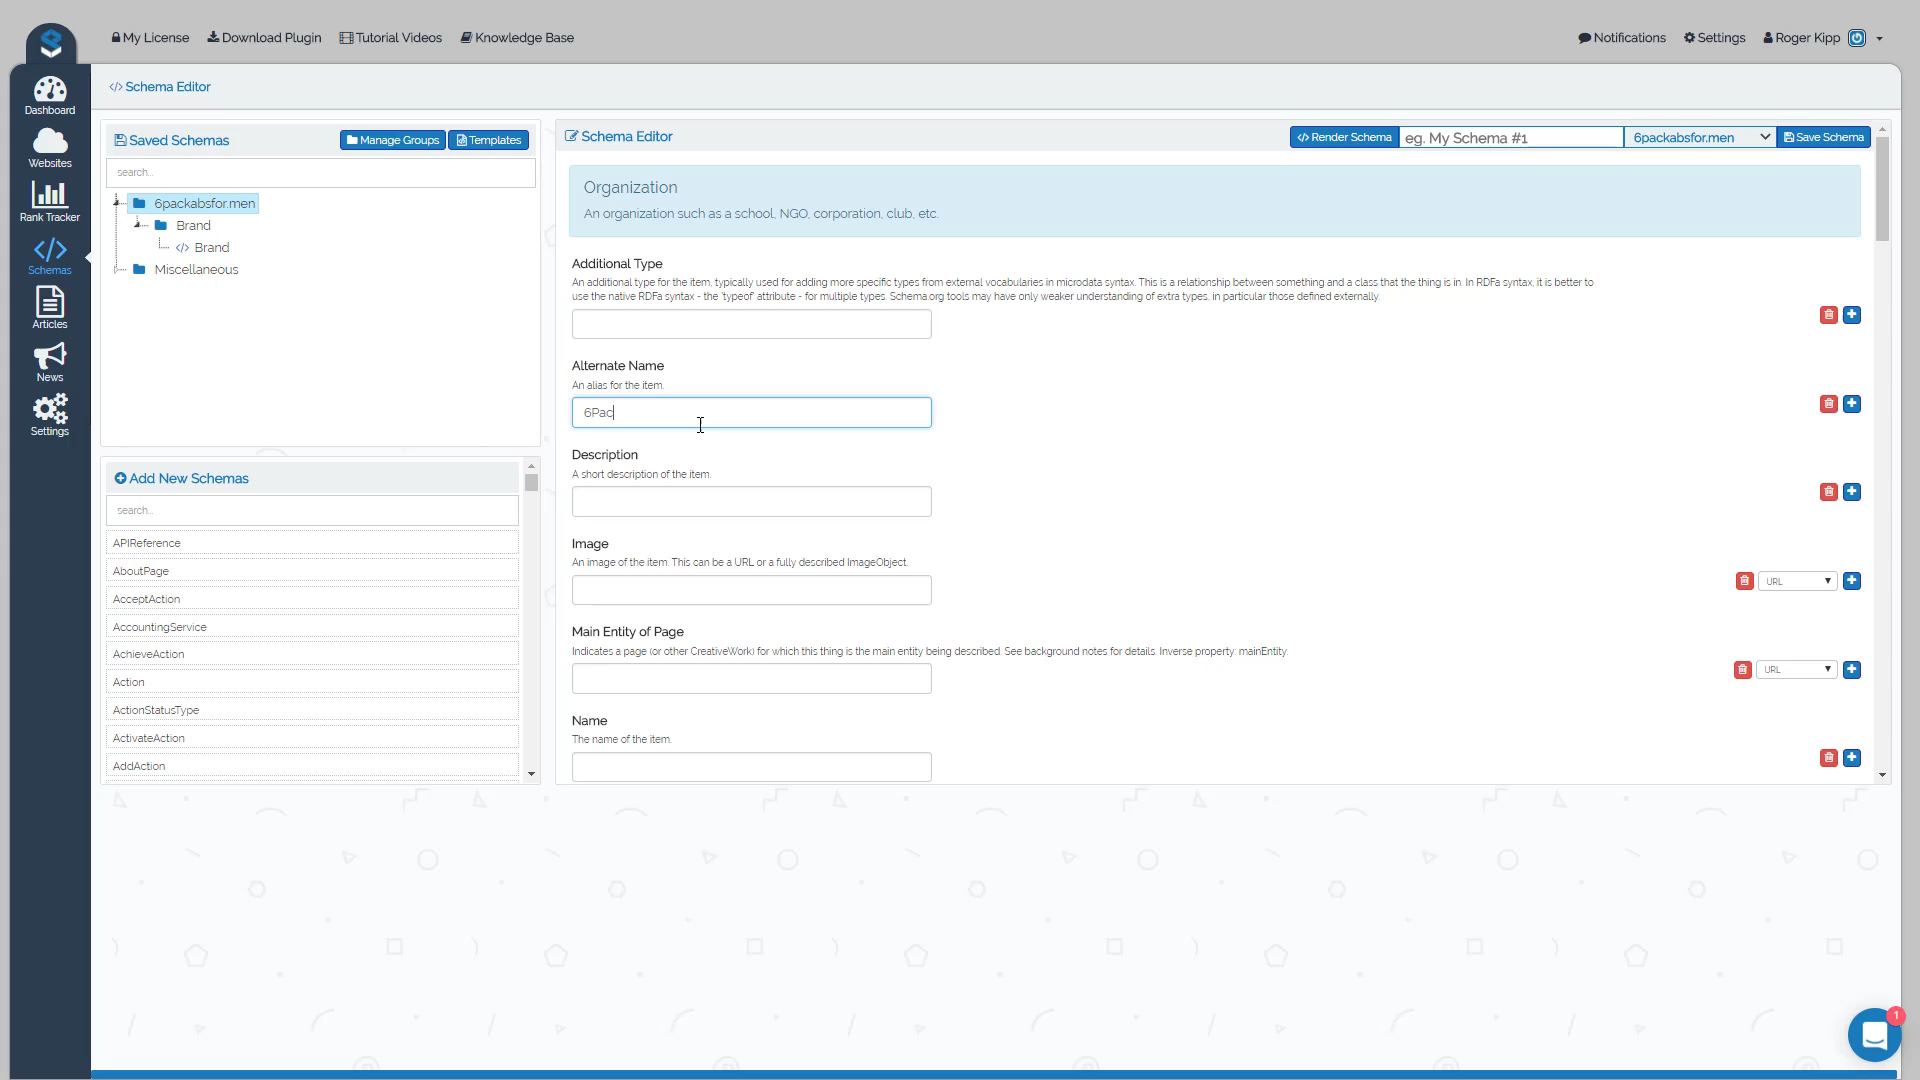 My License
Download Plugin
Tutorial Videos
Knowledge Base
Notifications
Settings
Roger Kipp
Dashboard
Websites
Rank Tracker
Schemas
Articles
News
Settings
</> Schema Editor
Saved Schemas
Manage Groups
Templates
search...
6packabsfor.men
Brand
</> Brand
Miscellaneous
Add New Schemas
search...
APIReference
AboutPage
AcceptAction
AccountingService
AchieveAction
Action
ActionStatusType
ActivateAction
AddAction
Schema Editor
</> Render Schema
eg. My Schema #1
6packabsfor.men
Save Schema
Organization
An organization such as a school, NGO, corporation, club, etc.
Additional Type
An additional type for the item, typically used for adding more specific types from external vocabularies in microdata syntax. This is a relationship between something and a class that the thing is in. In RDFa syntax, it is better to
use the native RDFa syntax - the 'typeof' attribute - for multiple types. Schema.org tools may have only weaker understanding of extra types, in particular those defined externally.
Alternate Name
An alias for the item.
6Pac
Description
A short description of the item.
Image
An image of the item. This can be a URL or a fully described ImageObject.
URL
Main Entity of Page
Indicates a page (or other CreativeWork) for which this thing is the main entity being described. See background notes for details. Inverse property: mainEntity.
URL
Name
The name of the item.
1